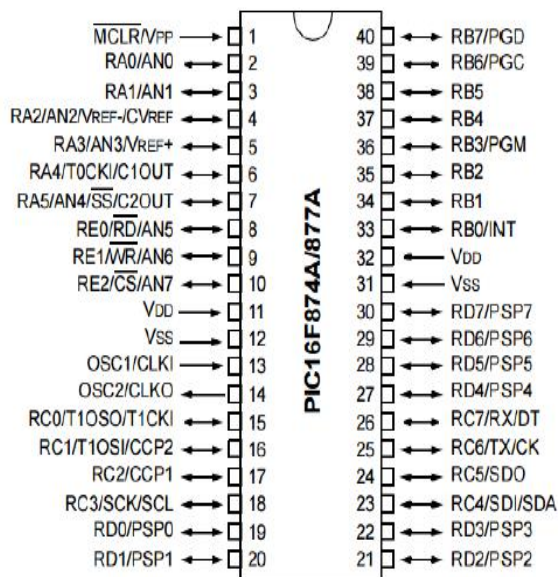 MCLR/VPP 1 40 RB7/PGD
RA0/AN0 2 39 RB6/PGC
RA1/AN1 3 38 RB5
RA2/AN2/VREF-/CVREF 4 37 RB4
RA3/AN3/VREF+ 5 36 RB3/PGM
RA4/T0CKI/C1OUT 6 35 RB2
RA5/AN4/SS/C2OUT 7 34 RB1
RE0/RD/AN5 8 33 RB0/INT
RE1/WR/AN6 9 32 VDD
RE2/CS/AN7 10 31 VSS
VDD 11 30 RD7/PSP7
VSS 12 29 RD6/PSP6
OSC1/CLKI 13 28 RD5/PSP5
OSC2/CLKO 14 27 RD4/PSP4
RC0/T1OSO/T1CKI 15 26 RC7/RX/DT
RC1/T1OSI/CCP2 16 25 RC6/TX/CK
RC2/CCP1 17 24 RC5/SDO
RC3/SCK/SCL 18 23 RC4/SDI/SDA
RD0/PSP0 19 22 RD3/PSP3
RD1/PSP1 20 21 RD2/PSP2
PIC16F874A/877A